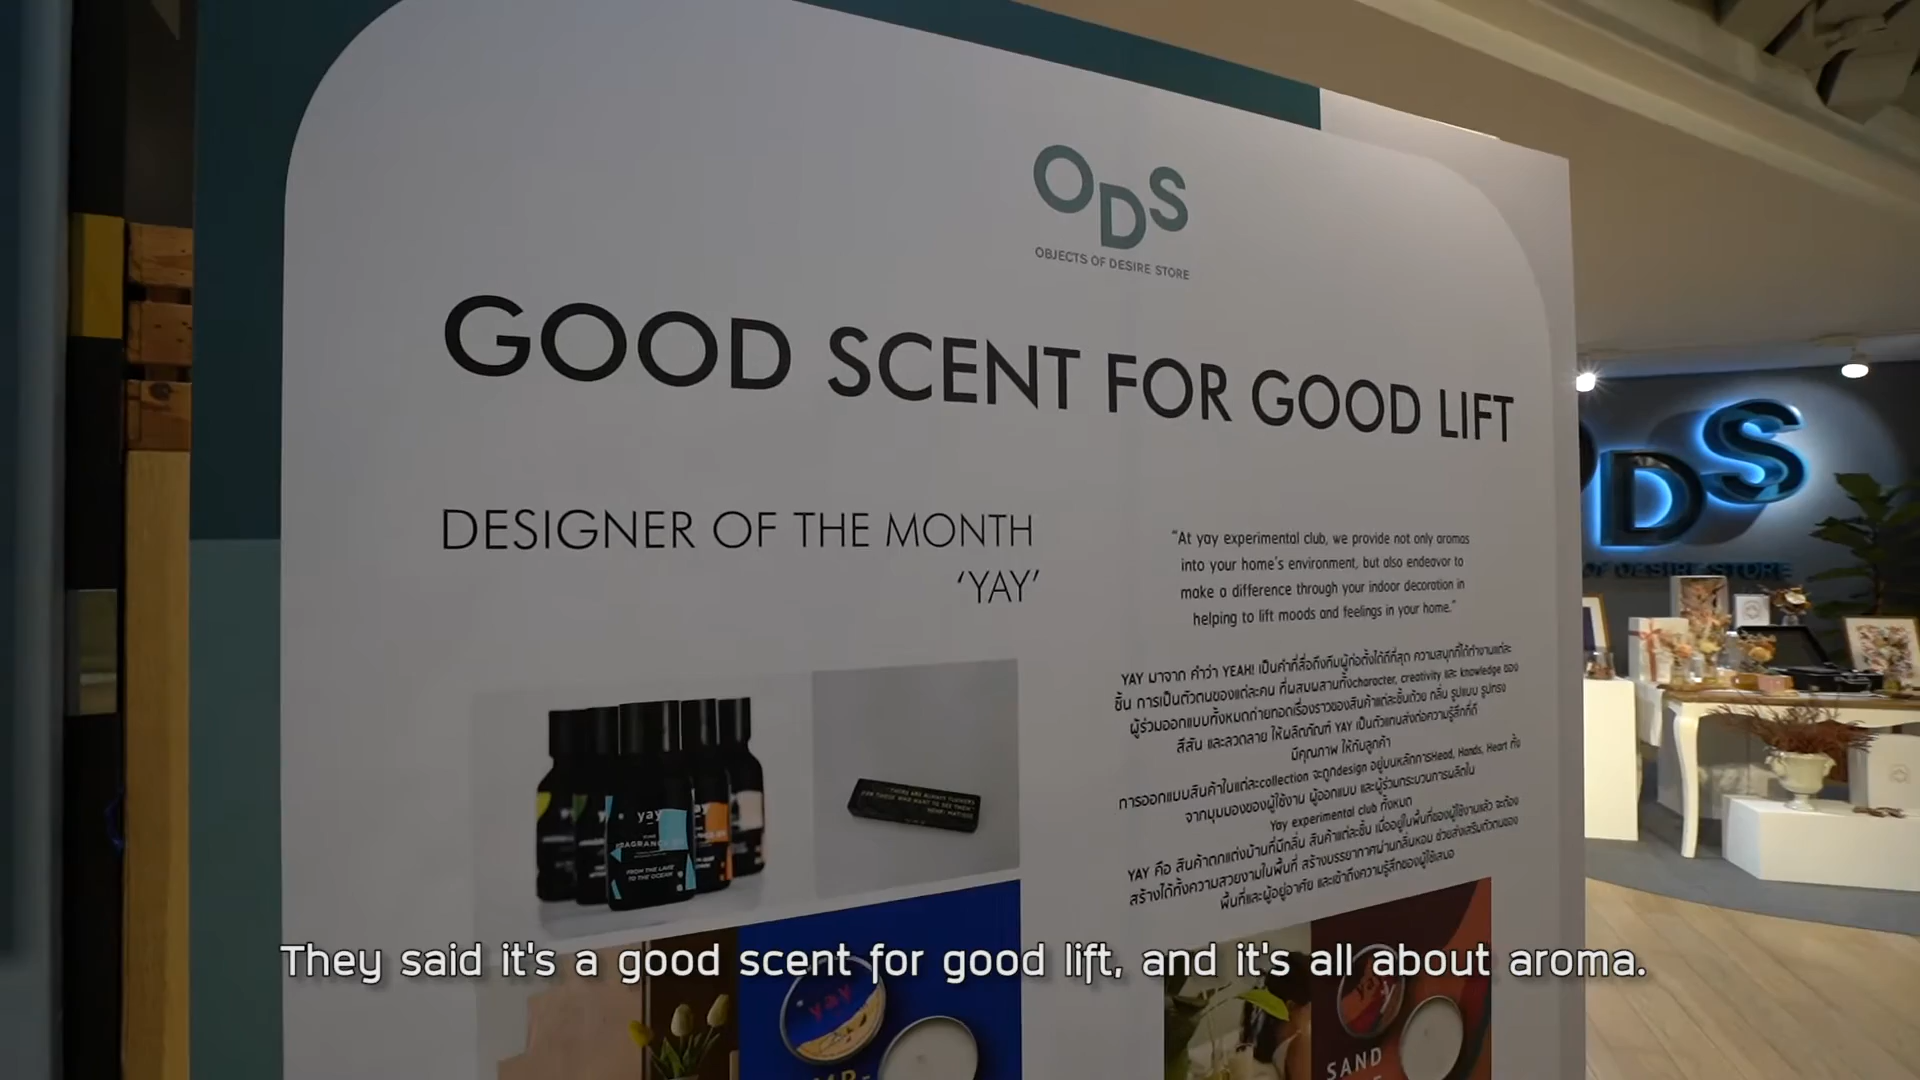 ODS
OBJECTS OF DESIRE STORE
GOOD SCENT FOR GOOD LIFT
DESIGNER OF THE MONTH
‘YAY’
“At yay experimental club, we provide not only aromas
into your home's environment, but also endeavor to
make a difference through your indoor decoration in
helping to lift moods and feelings in your home.”
YAY มาจาก คำว่า YEAH! เป็นคำที่สื่อถึงทีมผู้ก่อตั้งได้ดีที่สุด ความสนุกที่ได้ทำงานแต่ละ
ชิ้น การเป็นตัวตนของแต่ละคน ที่ผสมผสานทั้งcharacter, creativity และ knowledge ของ
ผู้ร่วมออกแบบทั้งหมดถ่ายทอดเรื่องราวของสินค้าแต่ละชิ้นด้วย กลิ่น รูปแบบ รูปทรง
สีสัน และลวดลาย ให้ผลิตภัณฑ์ YAY เป็นตัวแทนส่งต่อความรู้สึกที่ดี
มีคุณภาพ ให้กับลูกค้า
การออกแบบสินค้าในแต่ละcollection จะถูกdesign อยู่บนหลักการHead, Hands, Heart ทั้ง
จากมุมมองของผู้ใช้งาน ผู้ออกแบบ และผู้ร่วมกระบวนการผลิตใน
Yay experimental club ทั้งหมด
YAY คือ สินค้าตกแต่งบ้านที่มีกลิ่น สินค้าแต่ละชิ้น เมื่ออยู่ในพื้นที่ของผู้ใช้งานแล้ว จะต้อง
สร้างได้ทั้งความสวยงามในพื้นที่ สร้างบรรยากาศผ่านกลิ่นหอม ช่วยส่งเสริมตัวตนของ
พื้นที่และผู้อยู่อาศัย และเข้าถึงความรู้สึกของผู้ใช้เสมอ
yay
FROM THE LAKE
TO THE OCEAN
"THERE ARE ALWAYS FLOWERS
FOR THOSE WHO WANT TO SEE THEM"
HENRI MATISSE
yay
SAND
DS
OF DESIRE STORE
They said it's a good scent for good lift, and it's all about aroma.